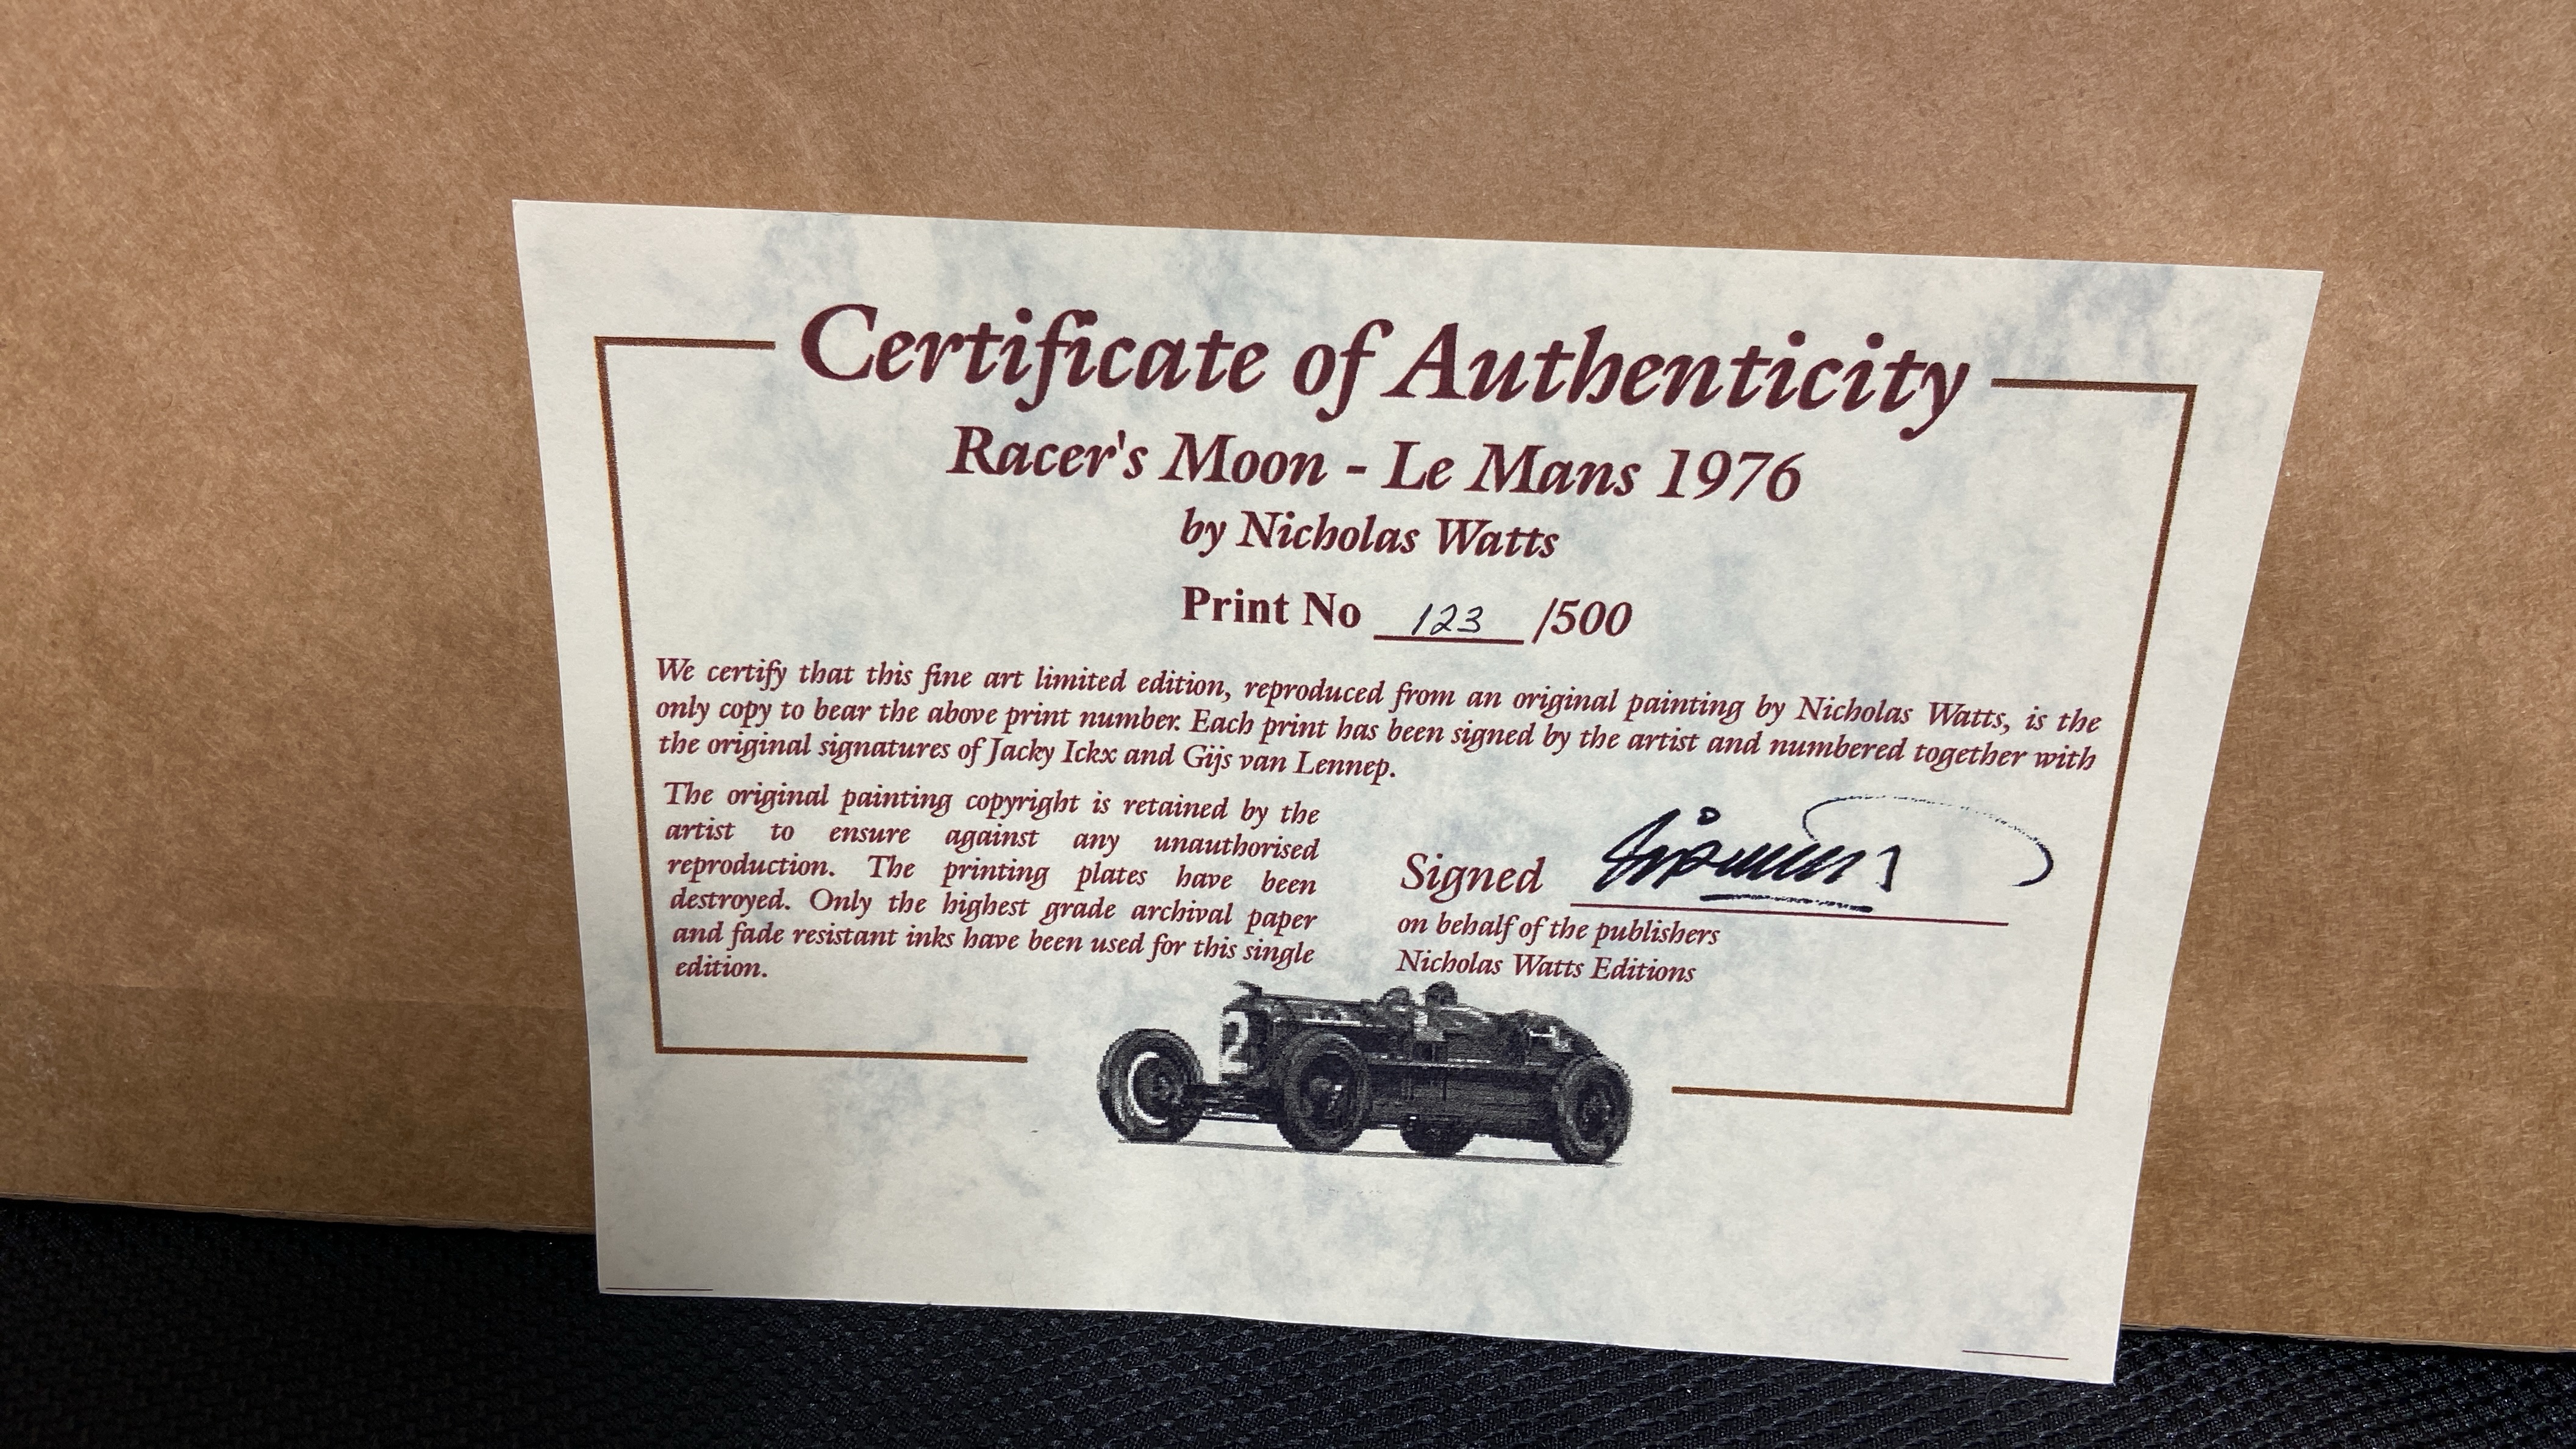 Certificate of Authenticity
Racer's Moon - Le Mans 1976
by Nicholas Watts
Print No 123 /500
We certify that this fine art limited edition, reproduced from an original painting by Nicholas Watts, is the
only copy to bear the above print number. Each print has been signed by the artist and numbered together with
the original signatures of Jacky Ickx and Gijs van Lennep.
The original painting copyright is retained by the
artist to ensure against any unauthorised
reproduction. The printing plates have been
destroyed. Only the highest grade archival paper
and fade resistant inks have been used for this single
edition.
Signed
on behalf of the publishers
Nicholas Watts Editions
2